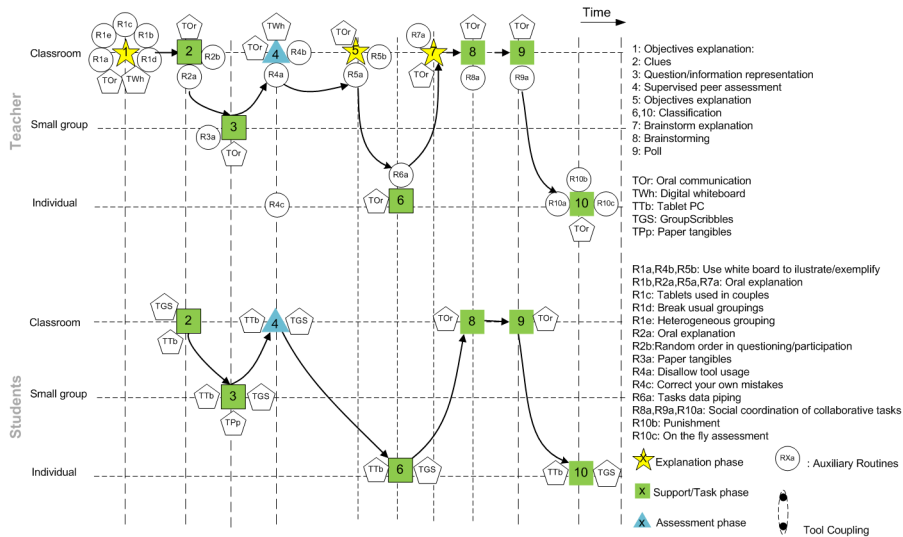 Time
R1c
R1e
R1b
R1a
1
R1d
TOr
TWh
TOr
2
R2b
R2a
TWh
TOr
4
R4b
R4a
TOr
5
R5b
R5a
R7a
7
TOr
TOr
8
R8a
TOr
9
R9a
Teacher
Classroom
Small group
R3a
3
TOr
Individual
R4c
R6a
TOr
6
R10b
R10a
10
R10c
TOr
Students
Classroom
TGS
2
TTb
TTb
4
TGS
TOr
8
9
TOr
Small group
TTb
3
TGS
TPp
Individual
TTb
6
TGS
TTb
10
TGS
1: Objectives explanation:
2: Clues
3: Question/information representation
4: Supervised peer assessment
5: Objectives explanation
6,10: Classification
7: Brainstorm explanation
8: Brainstorming
9: Poll
TOr: Oral communication
TWh: Digital whiteboard
TTb: Tablet PC
TGS: GroupScribbles
TPp: Paper tangibles
R1a,R4b,R5b: Use white board to ilustrate/exemplify
R1b,R2a,R5a,R7a: Oral explanation
R1c: Tablets used in couples
R1d: Break usual groupings
R1e: Heterogeneous grouping
R2a: Oral explanation
R2b:Random order in questioning/participation
R3a: Paper tangibles
R4a: Disallow tool usage
R4c: Correct your own mistakes
R6a: Tasks data piping
R8a,R9a,R10a: Social coordination of collaborative tasks
R10b: Punishment
R10c: On the fly assessment
x Explanation phase
RXa : Auxiliary Routines
x Support/Task phase
x Assessment phase
Tool Coupling